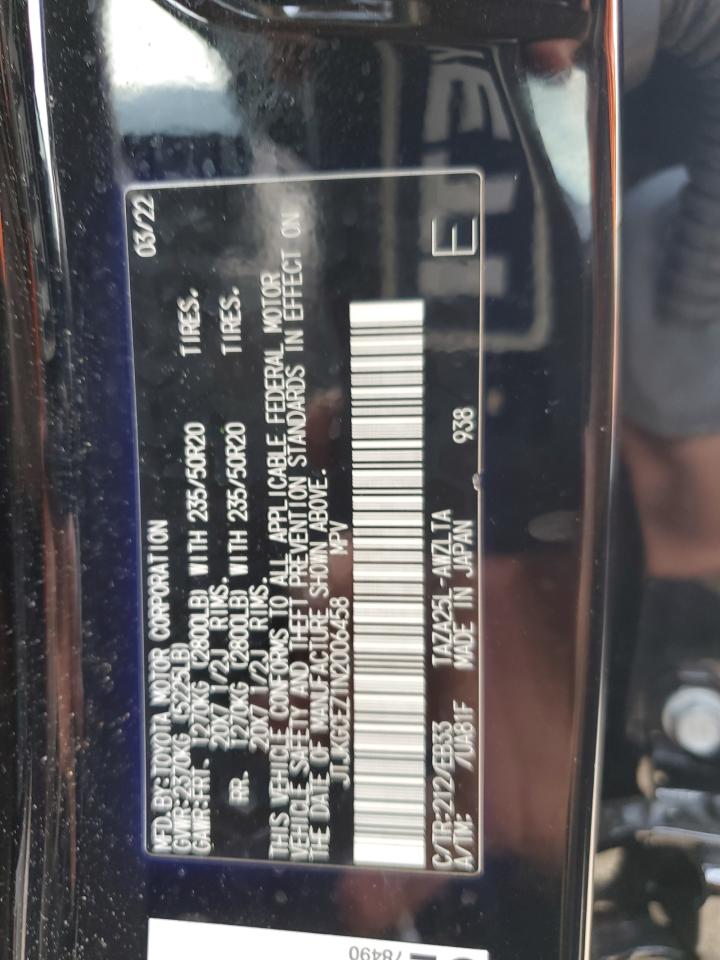 MFD.BY:TOYOTA MOTOR CORPORATION 03/22
GVWR:2370KG (5225LB)
GAWR:FRT. 1270KG (2800LB) WITH 235/50R20 TIRES.
20X7 1/2J RIMS.
RR. 1270KG (2800LB) WITH 235/50R20 TIRES.
20X7 1/2J RIMS.
THIS VEHICLE CONFORMS TO ALL APPLICABLE FEDERAL MOTOR
VEHICLE SAFETY AND THEFT PREVENTION STANDARDS IN EFFECT ON
THE DATE OF MANUFACTURE SHOWN ABOVE.
JTJKGCEZ1N2006458 MPV
C/TR:212/EB33 TAZA25L-AWZLTA 938 E
A/TM: /UA81F MADE IN JAPAN
78490